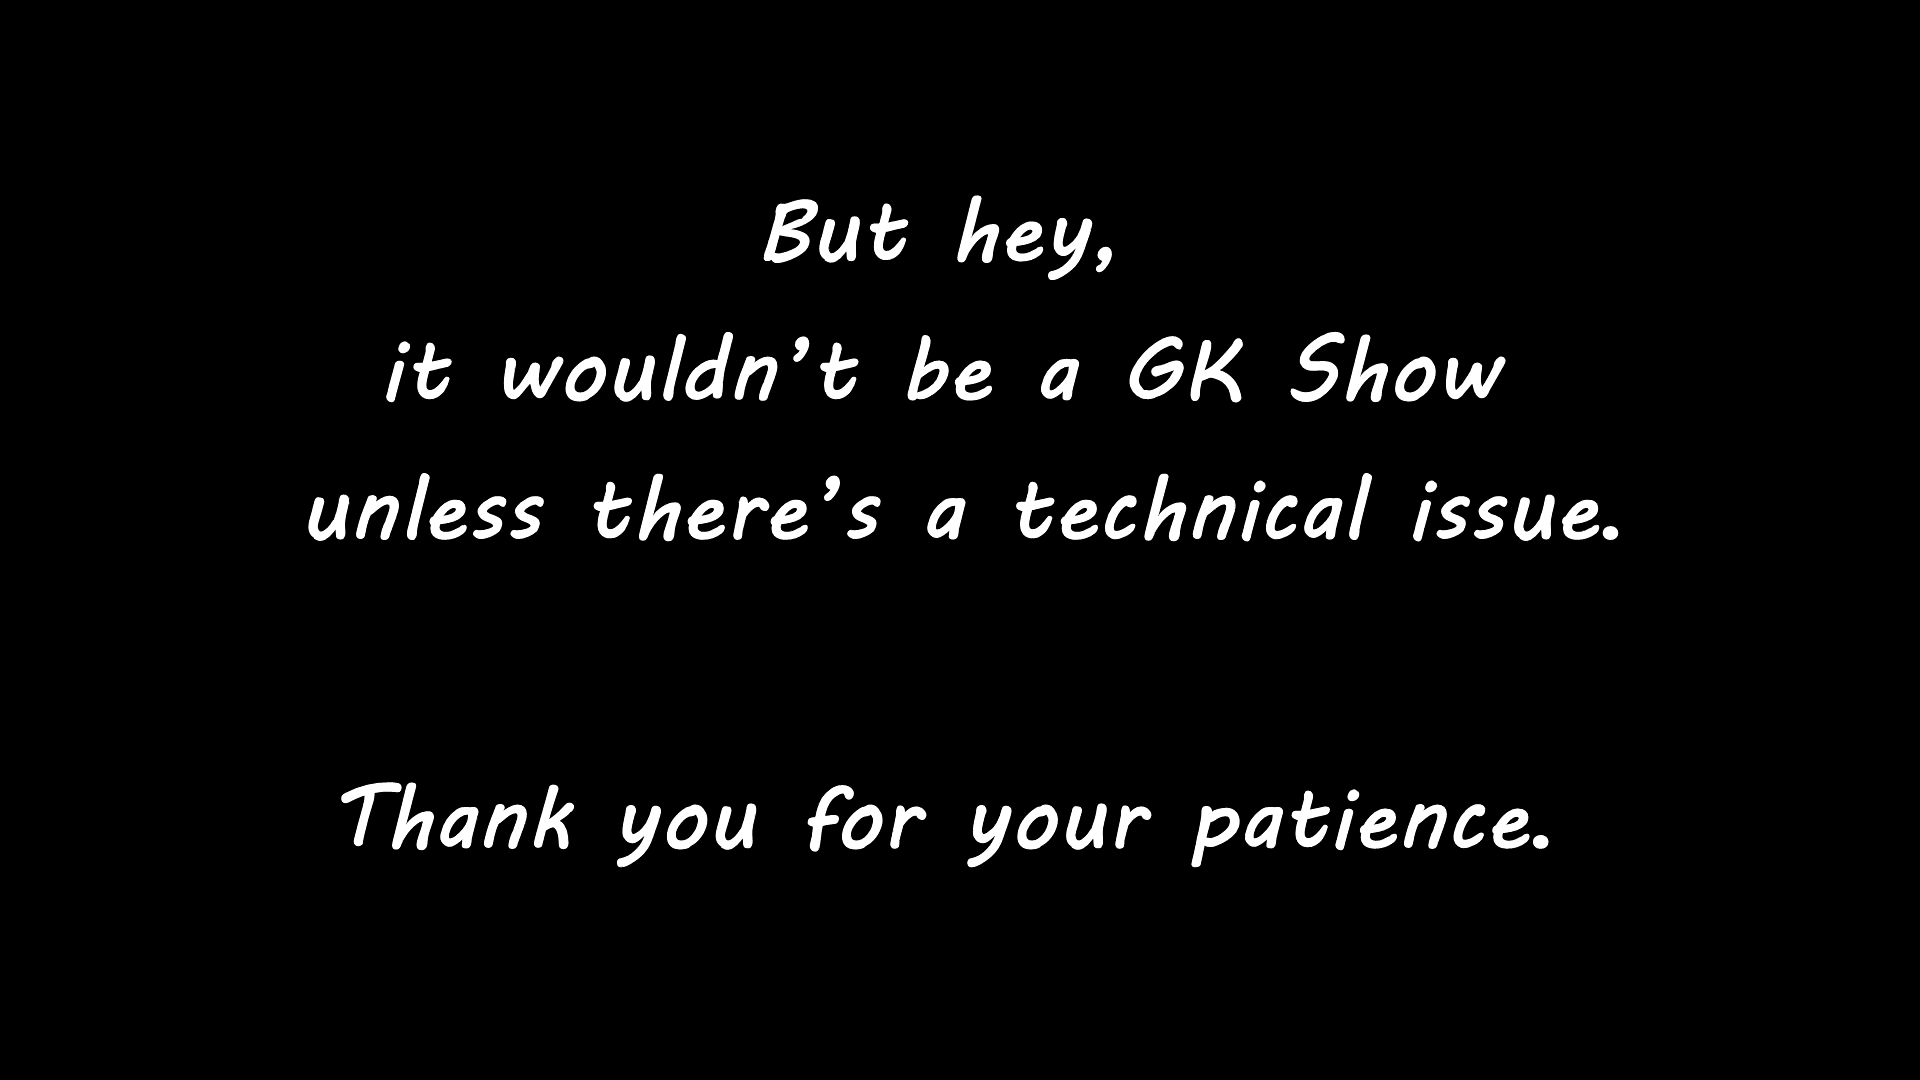 But hey,
it wouldn’t be a GK Show
unless there’s a technical issue.
Thank you for your patience.